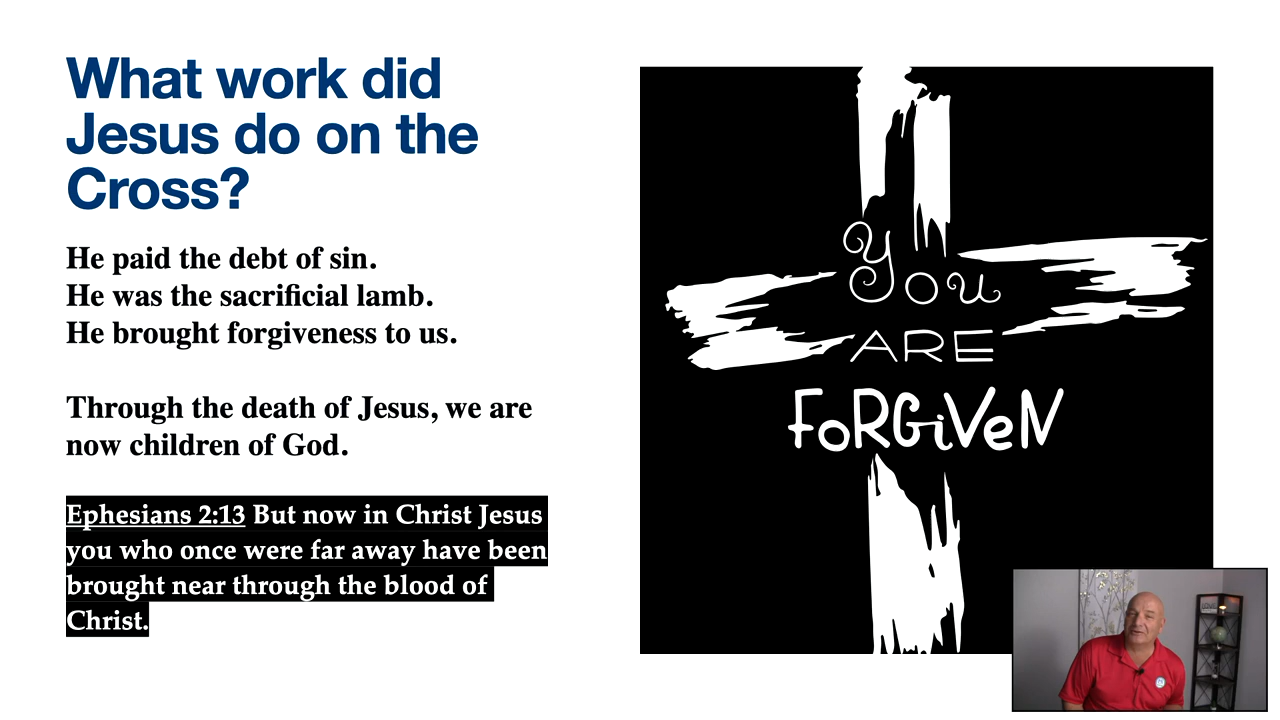 What work did
Jesus do on the
Cross?
He paid the debt of sin.
He was the sacrificial lamb.
He brought forgiveness to us.
Through the death of Jesus, we are
now children of God.
Ephesians 2:13 But now in Christ Jesus
you who once were far away have been
brought near through the blood of
Christ.
You
ARE
FoRGiVeN